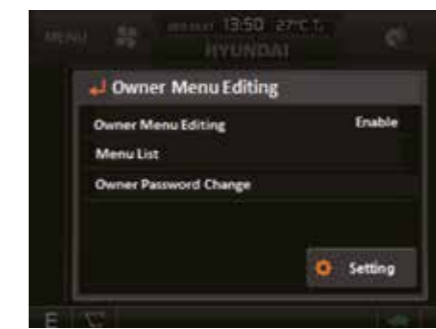 MENU 13:50 27°C
HYUNDAI
Owner Menu Editing
Owner Menu Editing Enable
Menu List
Owner Password Change
Setting
E